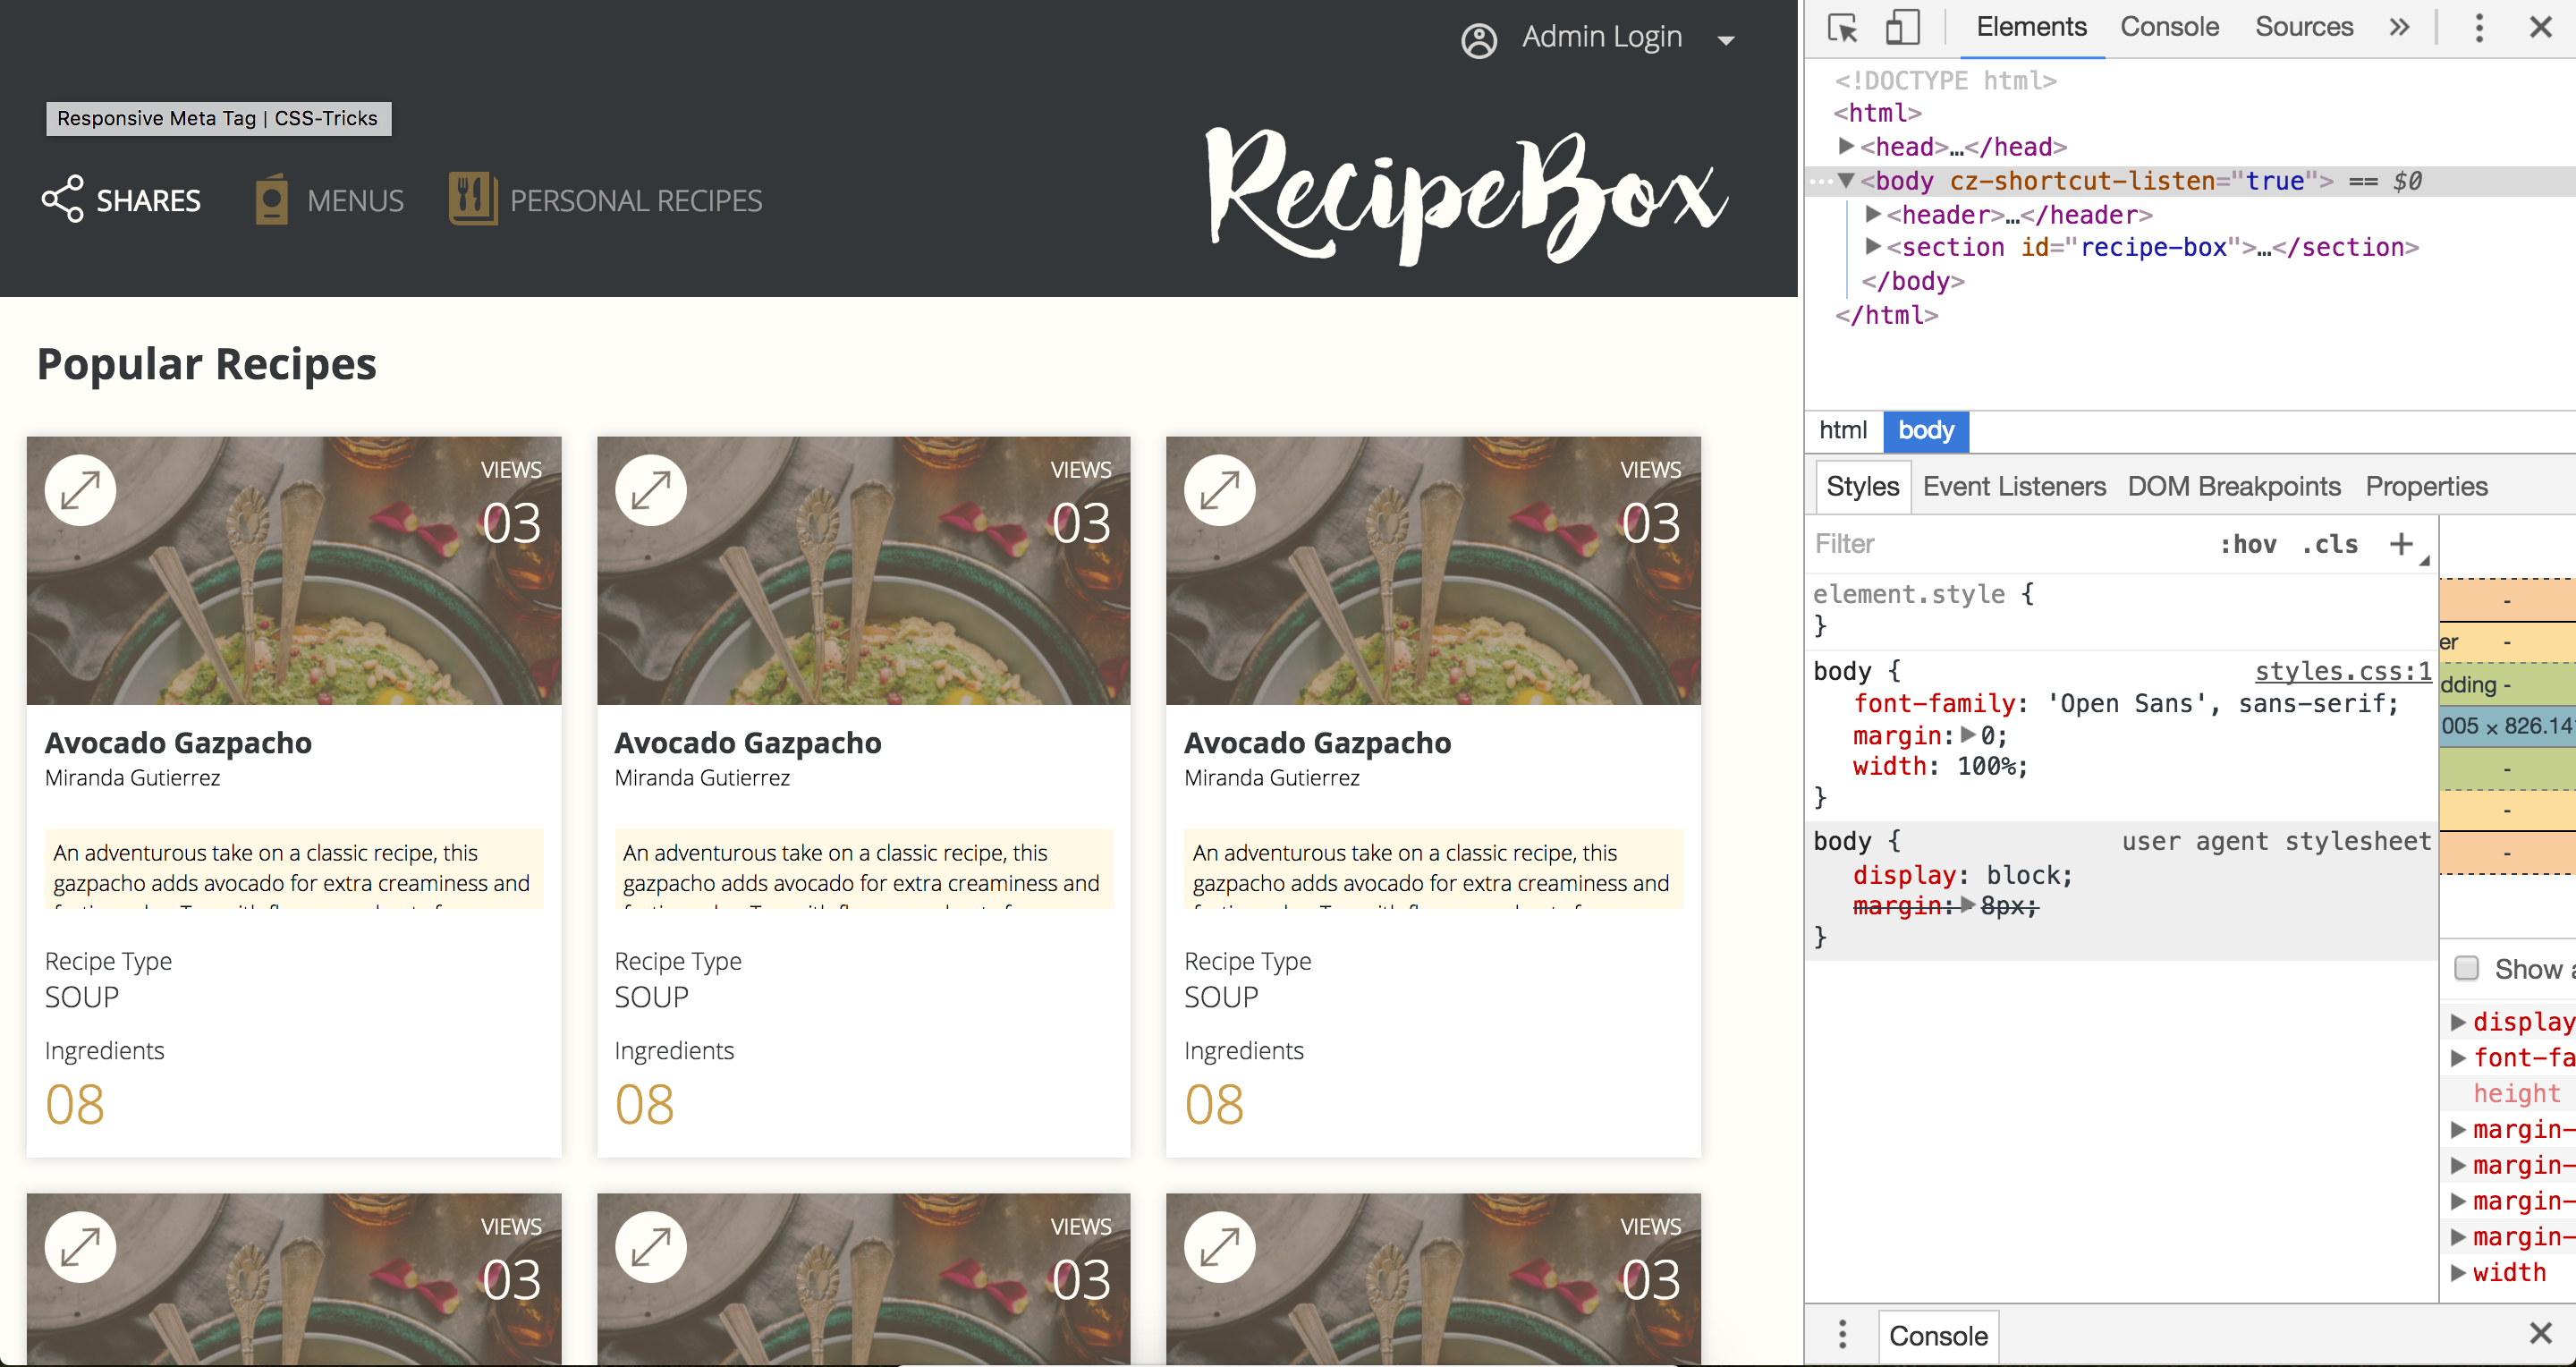 Admin Login
Responsive Meta Tag | CSS-Tricks
SHARES MENUS PERSONAL RECIPES
RecipeBox
Popular Recipes
VIEWS
03
Avocado Gazpacho
Miranda Gutierrez
An adventurous take on a classic recipe, this
gazpacho adds avocado for extra creaminess and
Recipe Type
SOUP
Ingredients
08
VIEWS
03
Avocado Gazpacho
Miranda Gutierrez
An adventurous take on a classic recipe, this
gazpacho adds avocado for extra creaminess and
Recipe Type
SOUP
Ingredients
08
VIEWS
03
Avocado Gazpacho
Miranda Gutierrez
An adventurous take on a classic recipe, this
gazpacho adds avocado for extra creaminess and
Recipe Type
SOUP
Ingredients
08
VIEWS
03
VIEWS
03
VIEWS
03
Elements Console Sources »
<!DOCTYPE html>
<html>
<head>…</head>
<body cz-shortcut-listen="true"> == $0
<header>…</header>
<section id="recipe-box">…</section>
</body>
</html>
html body
Styles Event Listeners DOM Breakpoints Properties
Filter :hov .cls +
element.style {
}
body { styles.css:1
font-family: 'Open Sans', sans-serif;
margin: 0;
width: 100%;
}
body { user agent stylesheet
display: block;
margin: 8px;
}
-
er -
dding -
005 × 826.14
-
-
-
Show a
display
font-fa
height
margin-
margin-
margin-
margin-
width
Console